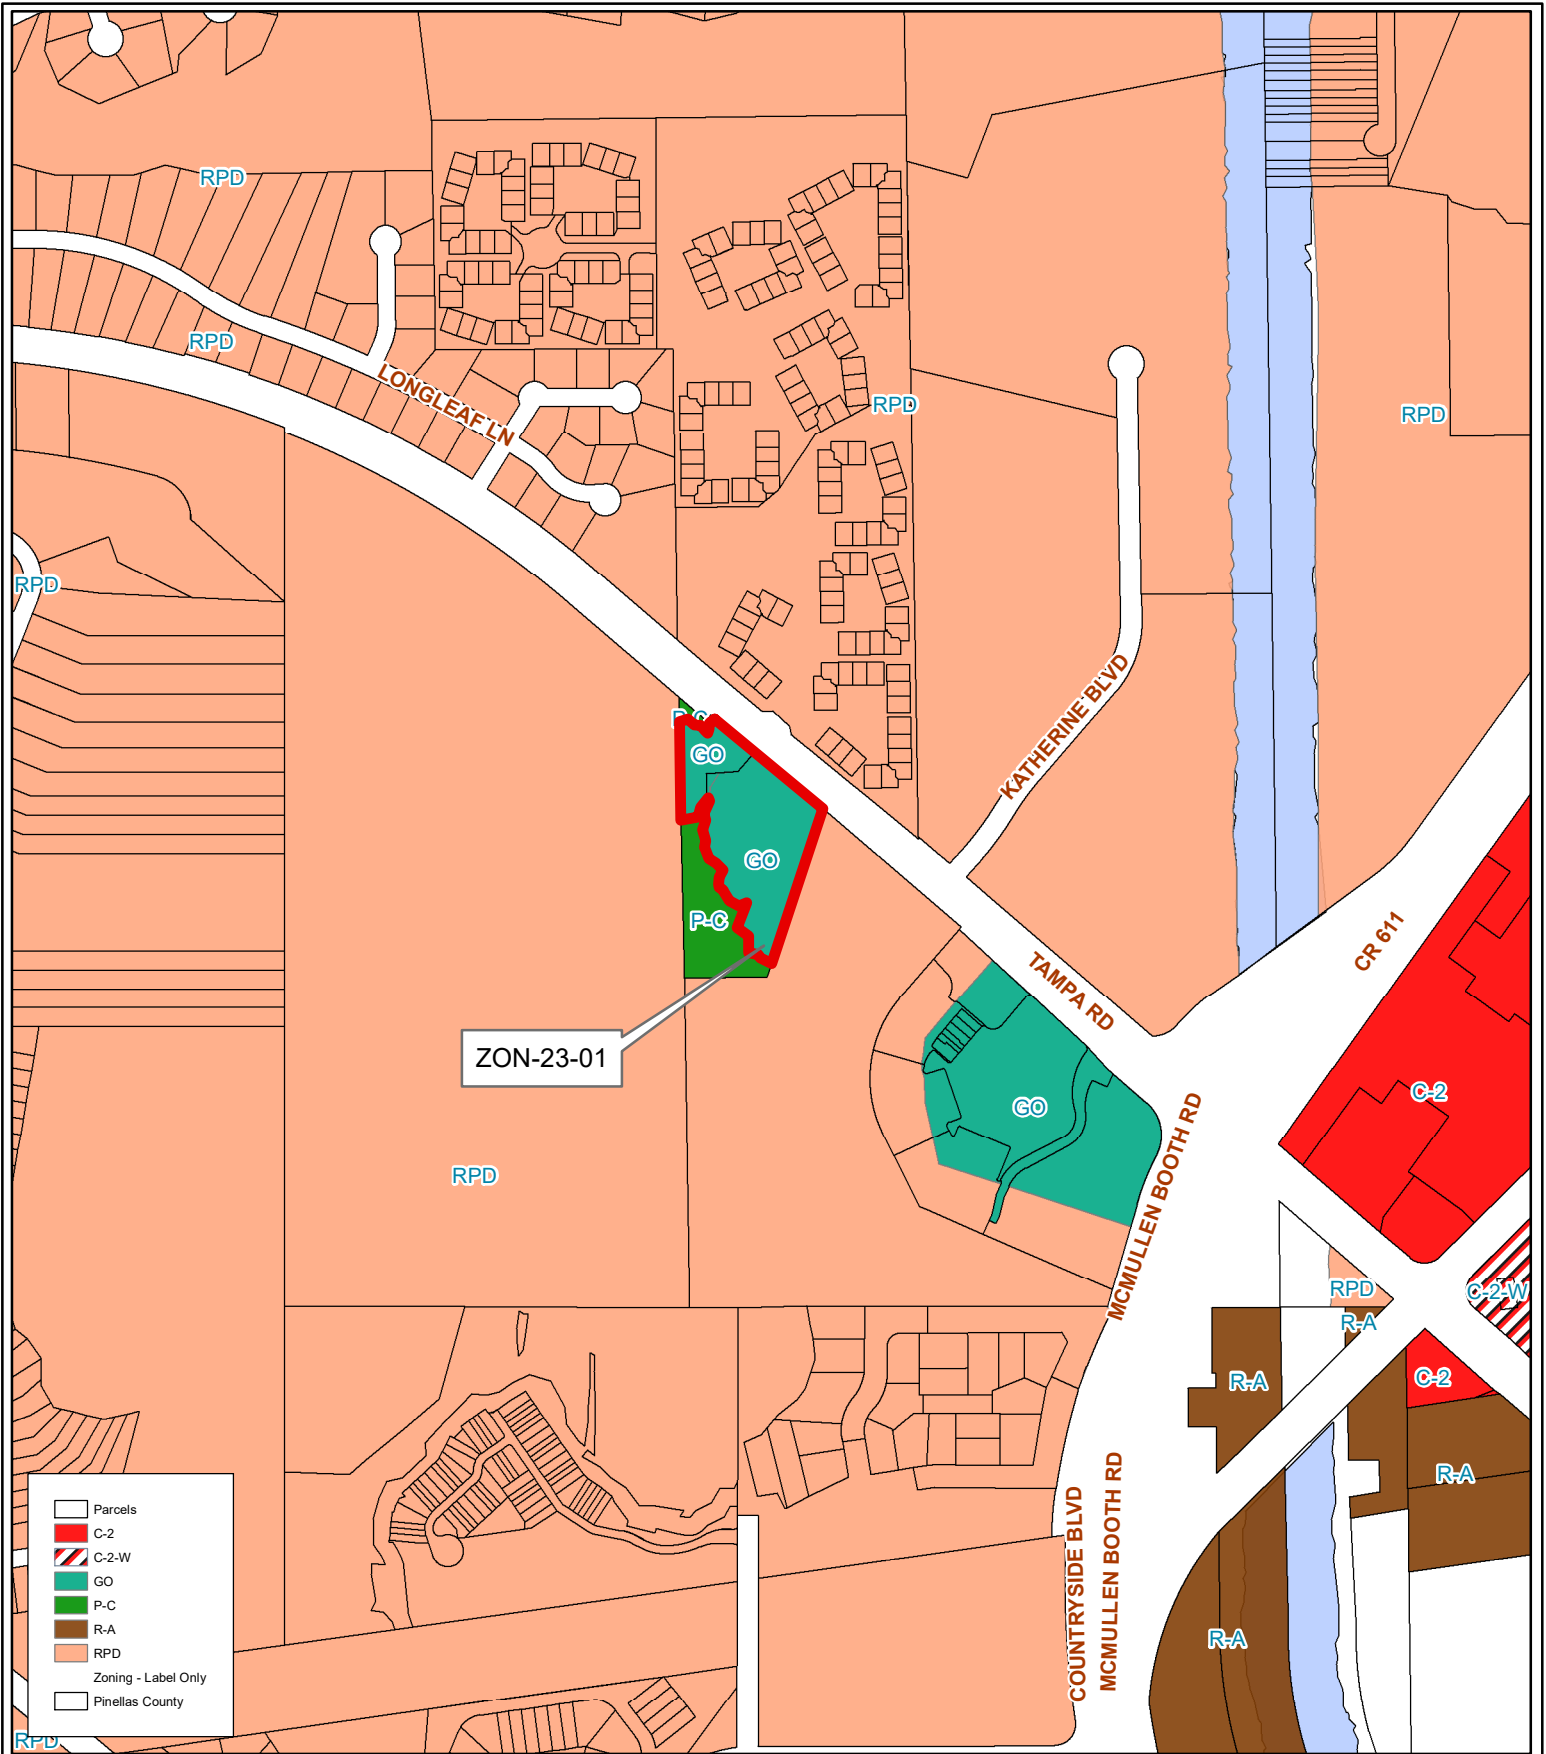 RPD
RPD
LONGLEAF LN
RPD
RPD
RPD
KATHERINE BLVD
P-C
GO
GO
P-C
CR 611
TAMPA RD
ZON-23-01
C-2
GO
MCMULLEN BOOTH RD
RPD
RPD
C-2-W
R-A
R-A
C-2
R-A
COUNTRYSIDE BLVD
MCMULLEN BOOTH RD
R-A
Parcels
C-2
C-2-W
GO
P-C
R-A
RPD
Zoning - Label Only
Pinellas County
RPD